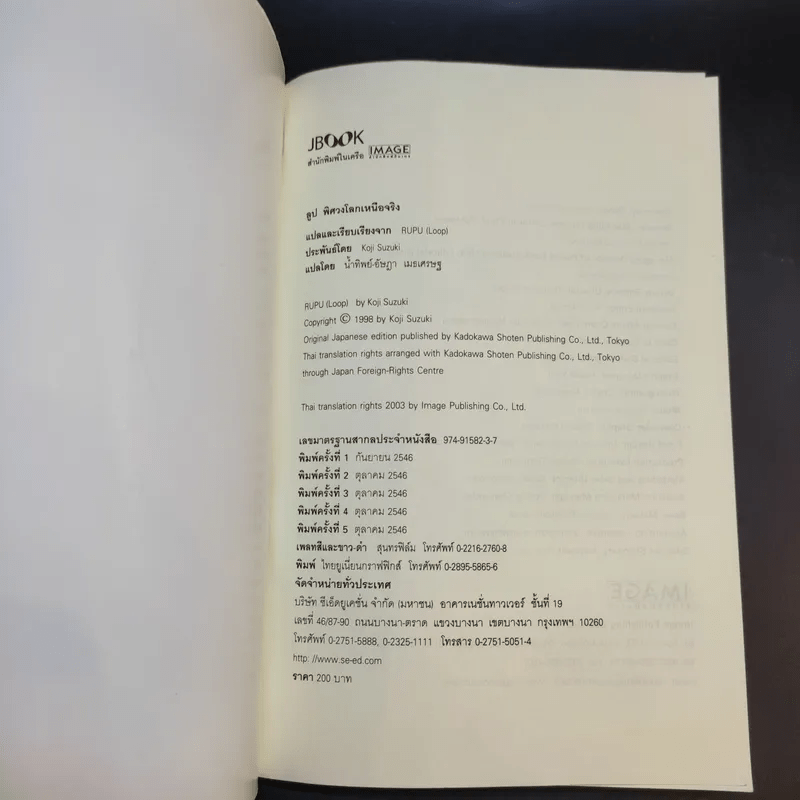 JBOOK
สำนักพิมพ์ในเครือ IMAGE
ลูป พิศวงโลกเหนือจริง
แปลและเรียบเรียงจาก RUPU (Loop)
ประพันธ์โดย Koji Suzuki
แปลโดย น้ำทิพย์-อัษฎา เมธเศรษฐ
RUPU (Loop) by Koji Suzuki
Copyright © 1998 by Koji Suzuki
Original Japanese edition published by Kadokawa Shoten Publishing Co., Ltd., Tokyo
Thai translation rights arranged with Kadokawa Shoten Publishing Co., Ltd., Tokyo
through Japan Foreign-Rights Centre
Thai translation rights 2003 by Image Publishing Co., Ltd.
เลขมาตรฐานสากลประจำหนังสือ 974-91582-3-7
พิมพ์ครั้งที่ 1 กันยายน 2546
พิมพ์ครั้งที่ 2 ตุลาคม 2546
พิมพ์ครั้งที่ 3 ตุลาคม 2546
พิมพ์ครั้งที่ 4 ตุลาคม 2546
พิมพ์ครั้งที่ 5 ตุลาคม 2546
เพลทสีและขาว-ดำ สุนทรฟิล์ม โทรศัพท์ 0-2216-2760-8
พิมพ์ ไทยยูเนี่ยนกราฟฟิกส์ โทรศัพท์ 0-2895-5865-6
จัดจำหน่ายทั่วประเทศ
บริษัท ซีเอ็ดยูเคชั่น จำกัด (มหาชน) อาคารเนชั่นทาวเวอร์ ชั้นที่ 19
เลขที่ 46/87-90 ถนนบางนา-ตราด แขวงบางนา เขตบางนา กรุงเทพฯ 10260
โทรศัพท์ 0-2751-5888, 0-2325-1111 โทรสาร 0-2751-5051-4
http: //www.se-ed.com
ราคา 200 บาท